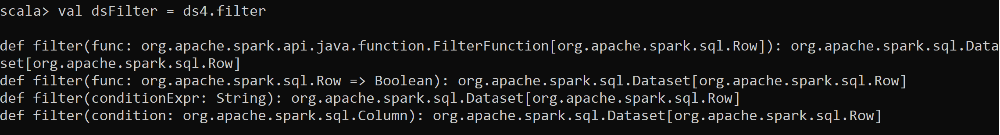 scala> val dsFilter = ds4.filter
def filter(func: org.apache.spark.api.java.function.FilterFunction[org.apache.spark.sql.Row]): org.apache.spark.sql.Data
set[org.apache.spark.sql.Row]
def filter(func: org.apache.spark.sql.Row => Boolean): org.apache.spark.sql.Dataset[org.apache.spark.sql.Row]
def filter(conditionExpr: String): org.apache.spark.sql.Dataset[org.apache.spark.sql.Row]
def filter(condition: org.apache.spark.sql.Column): org.apache.spark.sql.Dataset[org.apache.spark.sql.Row]